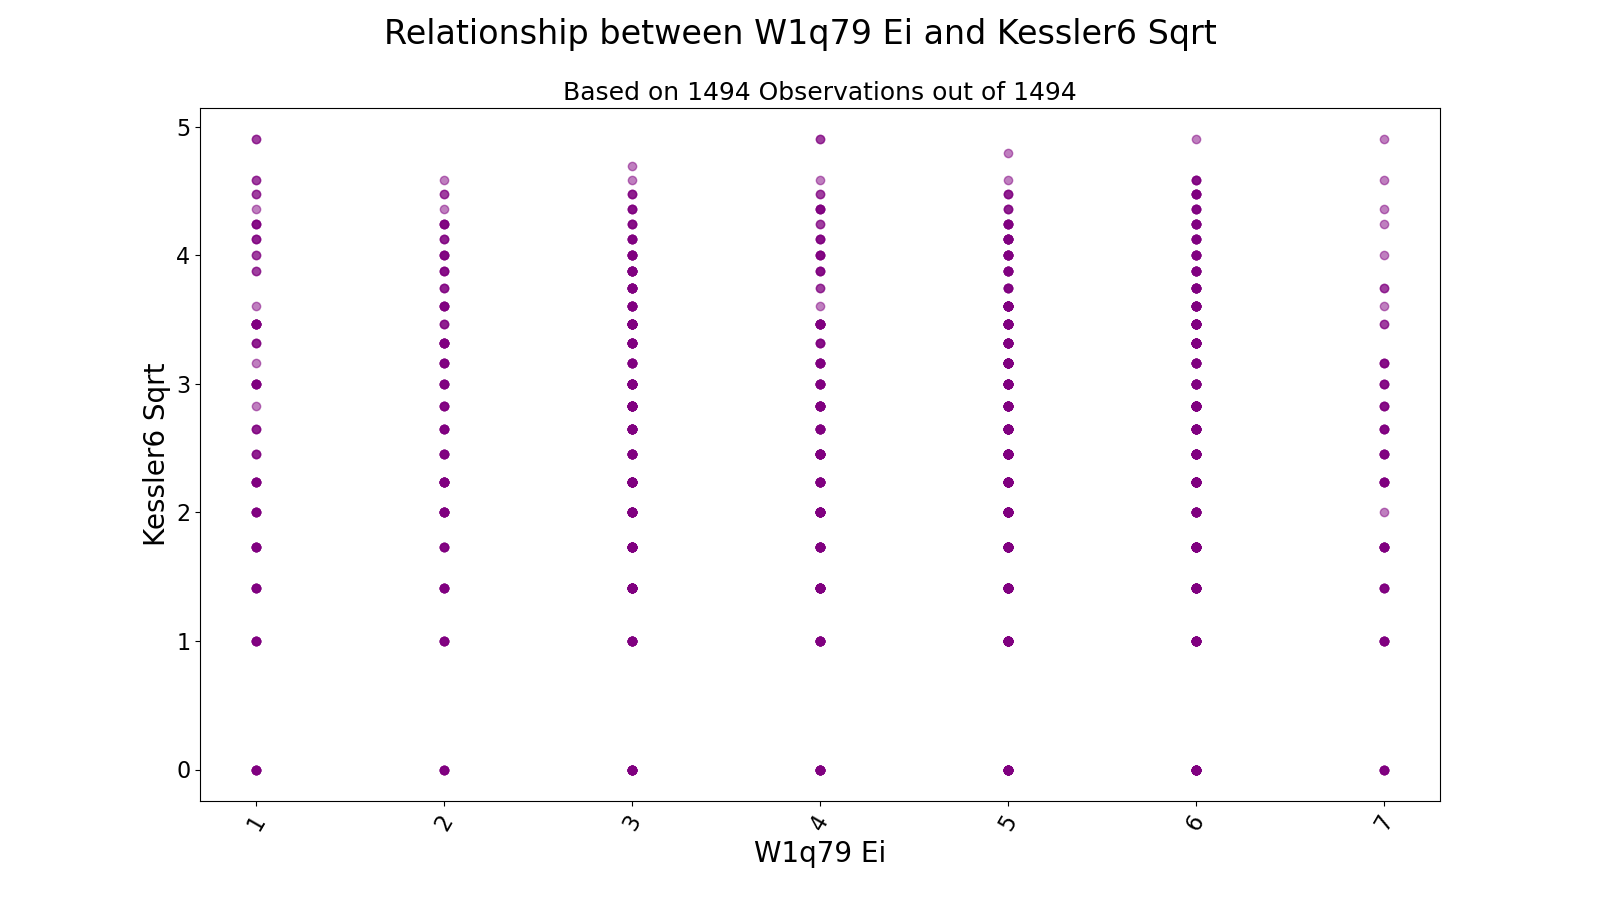 Relationship between W1q79 Ei and Kessler6 Sqrt
Based on 1494 Observations out of 1494
5
4
3
2
1
0
Kessler6 Sqrt
1 2 3 4 5 6 7
W1q79 Ei